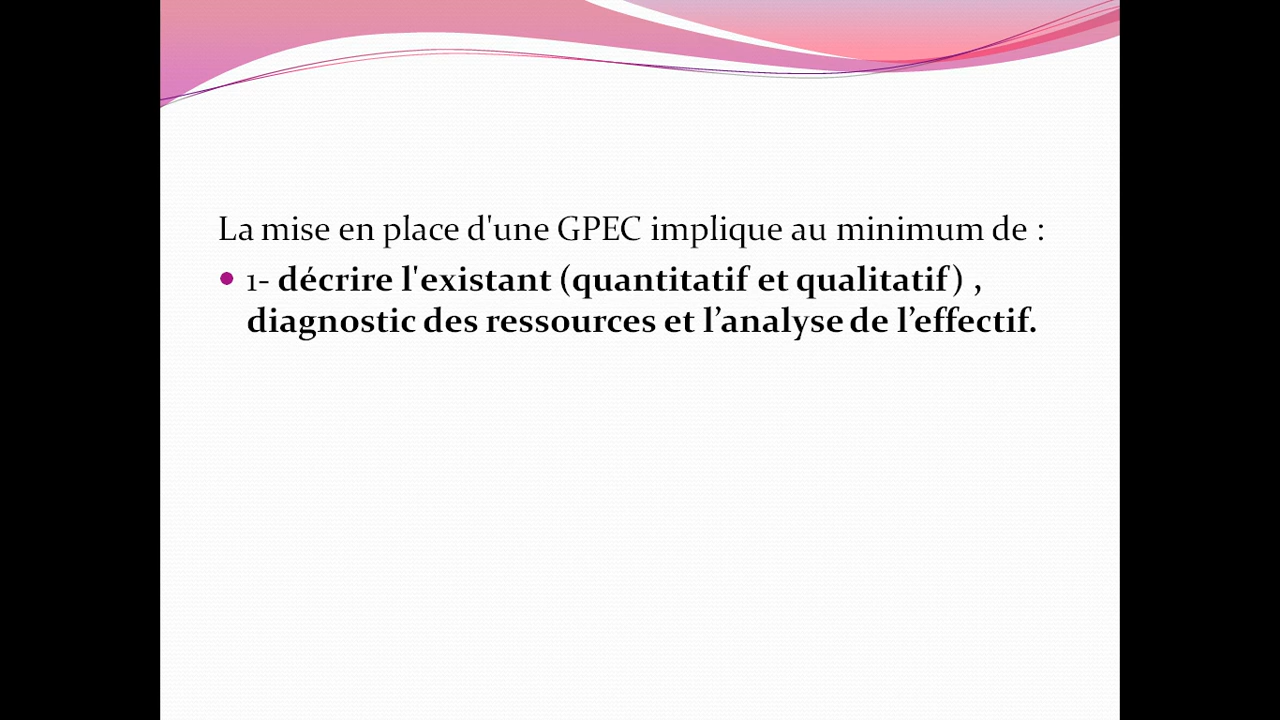 La mise en place d'une GPEC implique au minimum de :
• 1- décrire l'existant (quantitatif et qualitatif) ,
diagnostic des ressources et l’analyse de l’effectif.